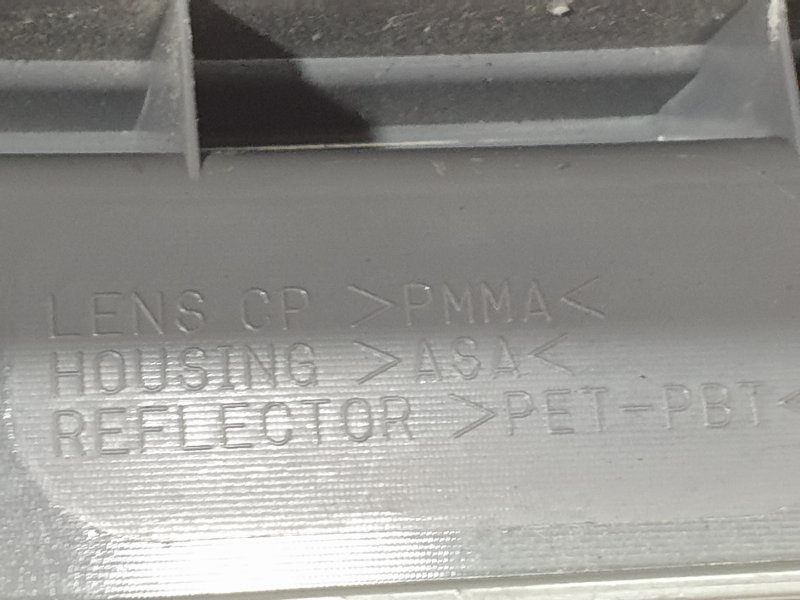 LENS CP >PMMA<
HOUSING >ASA<
REFLECTOR >PET-PBT<